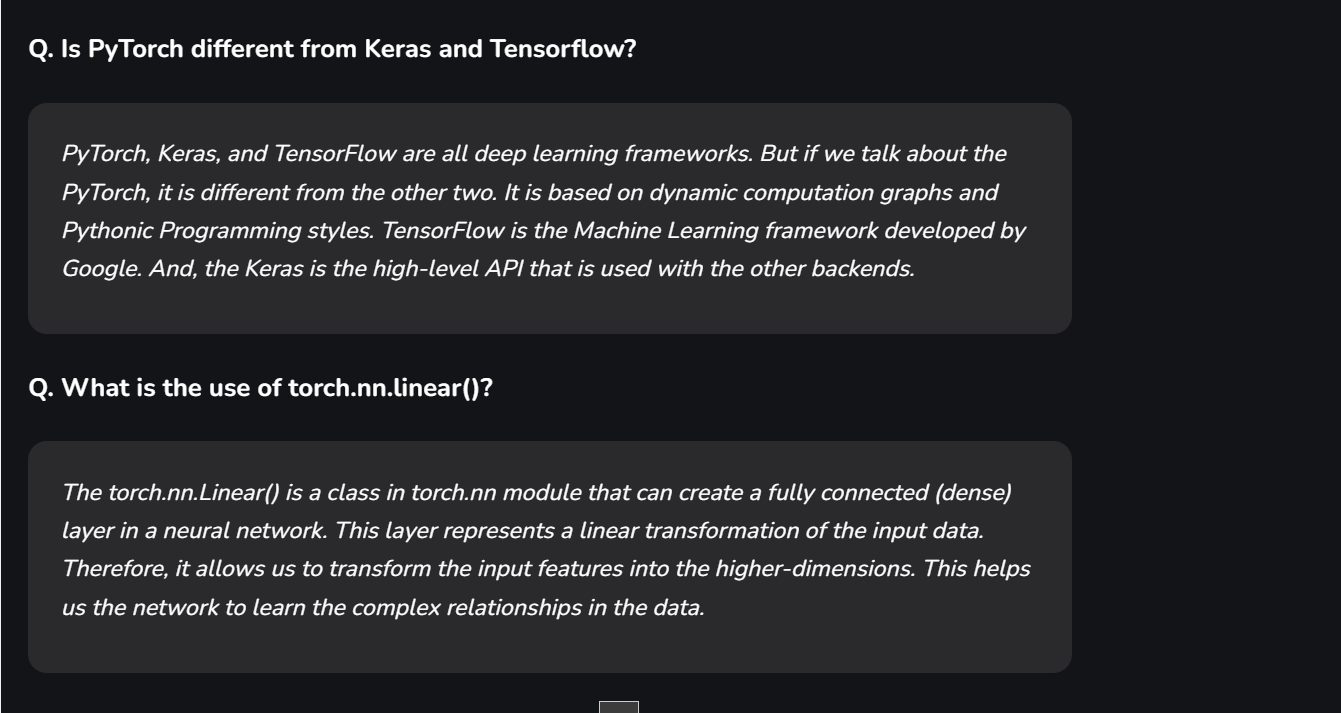 Q. Is PyTorch different from Keras and Tensorflow?
PyTorch, Keras, and TensorFlow are all deep learning frameworks. But if we talk about the
PyTorch, it is different from the other two. It is based on dynamic computation graphs and
Pythonic Programming styles. TensorFlow is the Machine Learning framework developed by
Google. And, the Keras is the high-level API that is used with the other backends.
Q. What is the use of torch.nn.linear()?
The torch.nn.Linear() is a class in torch.nn module that can create a fully connected (dense)
layer in a neural network. This layer represents a linear transformation of the input data.
Therefore, it allows us to transform the input features into the higher-dimensions. This helps
us the network to learn the complex relationships in the data.